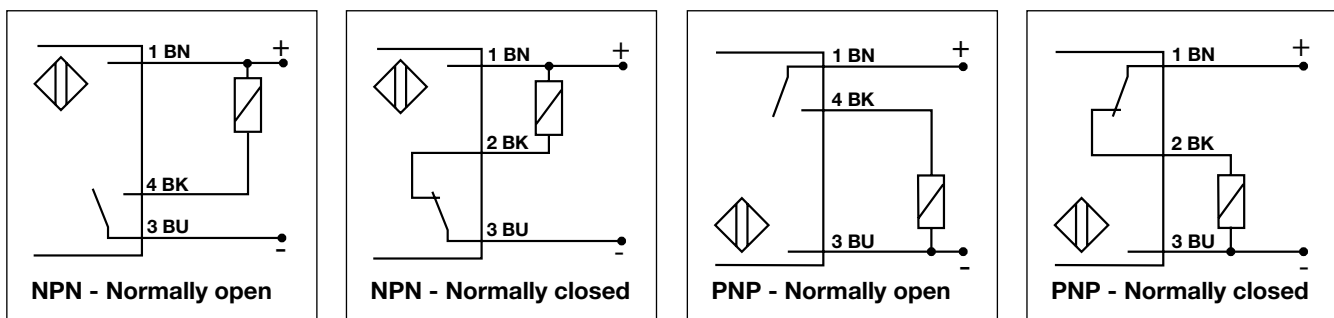 1 BN
+
4 BK
3 BU
-
NPN - Normally open
1 BN
+
2 BK
3 BU
-
NPN - Normally closed
1 BN
+
4 BK
3 BU
-
PNP - Normally open
1 BN
+
2 BK
3 BU
-
PNP - Normally closed